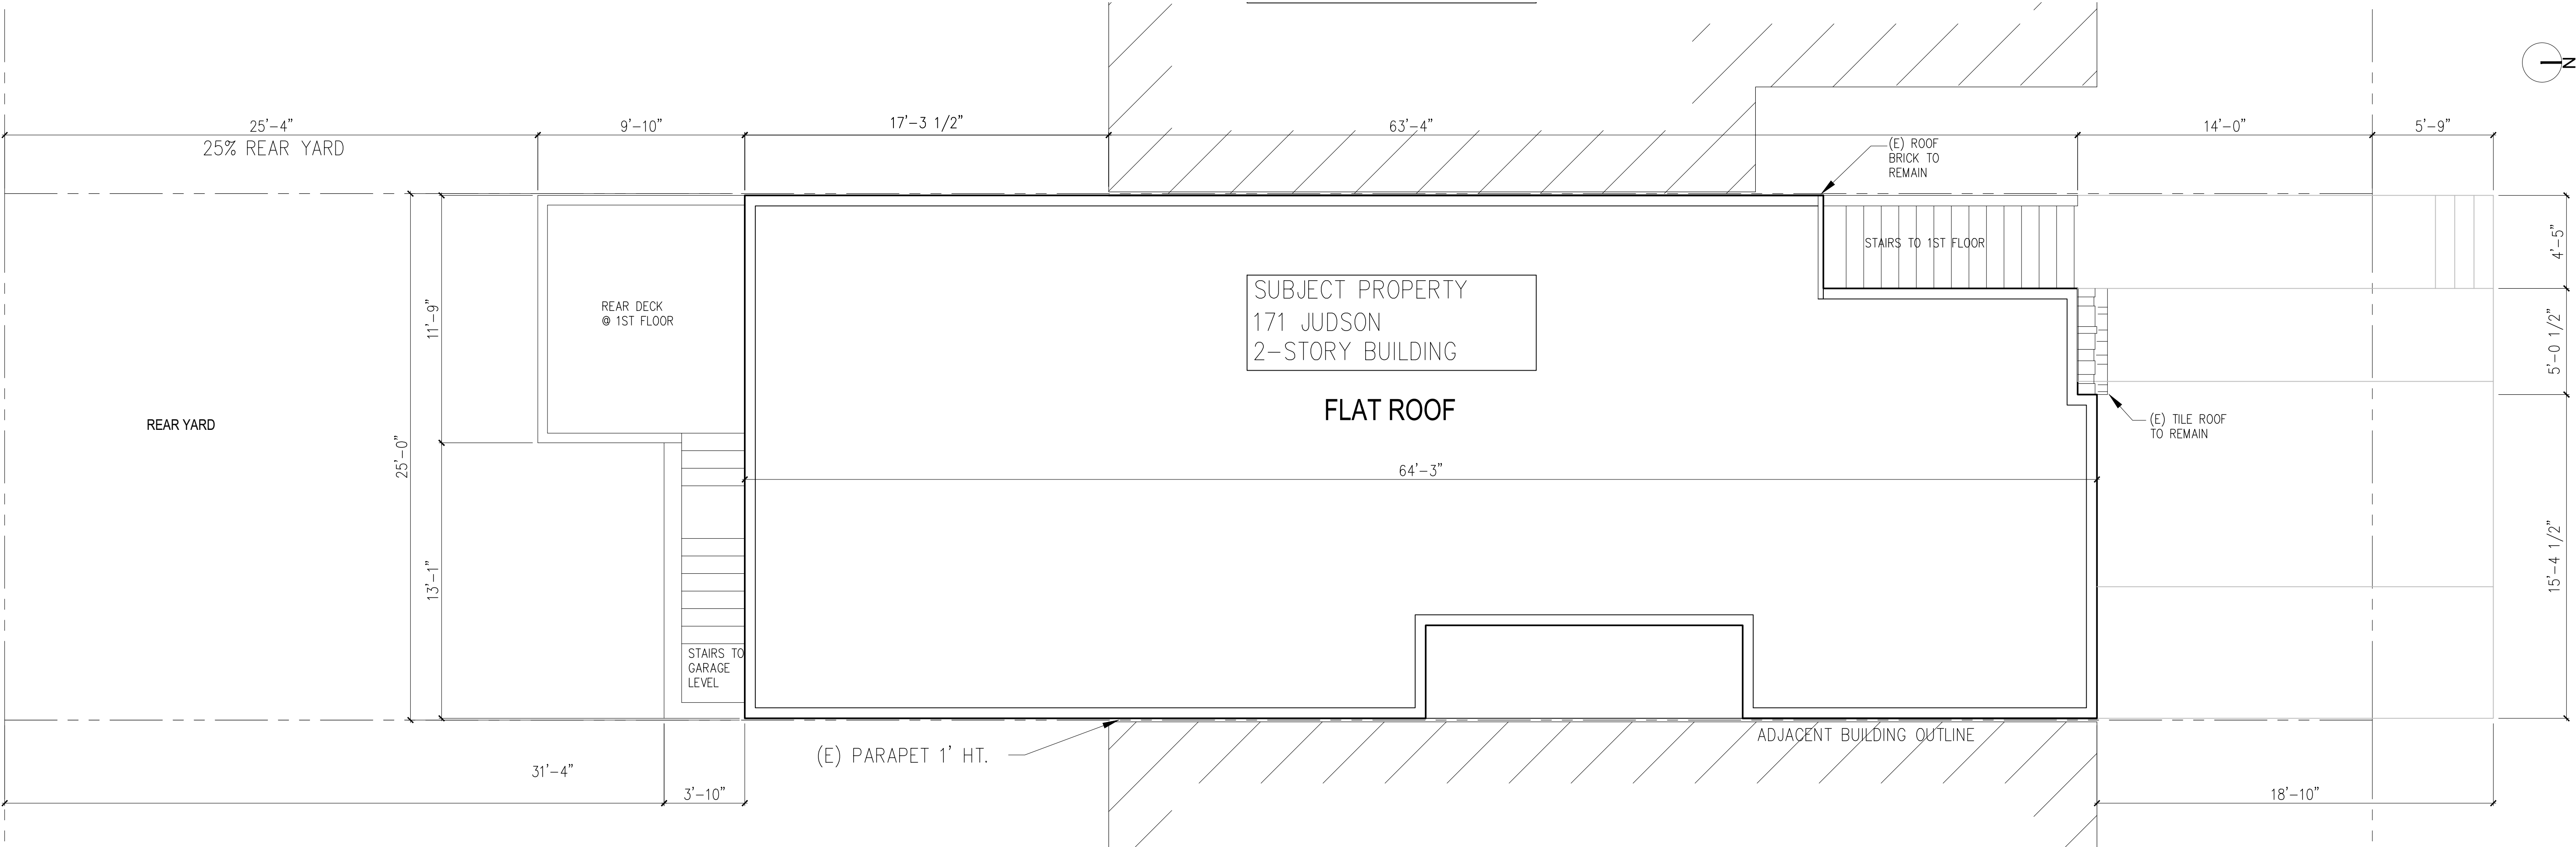 N
25'-4"
9'-10"
17'-3 1/2"
63'-4"
14'-0"
5'-9"
25% REAR YARD
(E) ROOF
BRICK TO
REMAIN
STAIRS TO 1ST FLOOR
4'-5"
SUBJECT PROPERTY
171 JUDSON
2-STORY BUILDING
REAR DECK
@ 1ST FLOOR
11'-9"
5'-0 1/2"
FLAT ROOF
REAR YARD
(E) TILE ROOF
TO REMAIN
25'-0"
64'-3"
13'-1"
15'-4 1/2"
STAIRS TO
GARAGE
LEVEL
(E) PARAPET 1' HT.
ADJACENT BUILDING OUTLINE
31'-4"
3'-10"
18'-10"